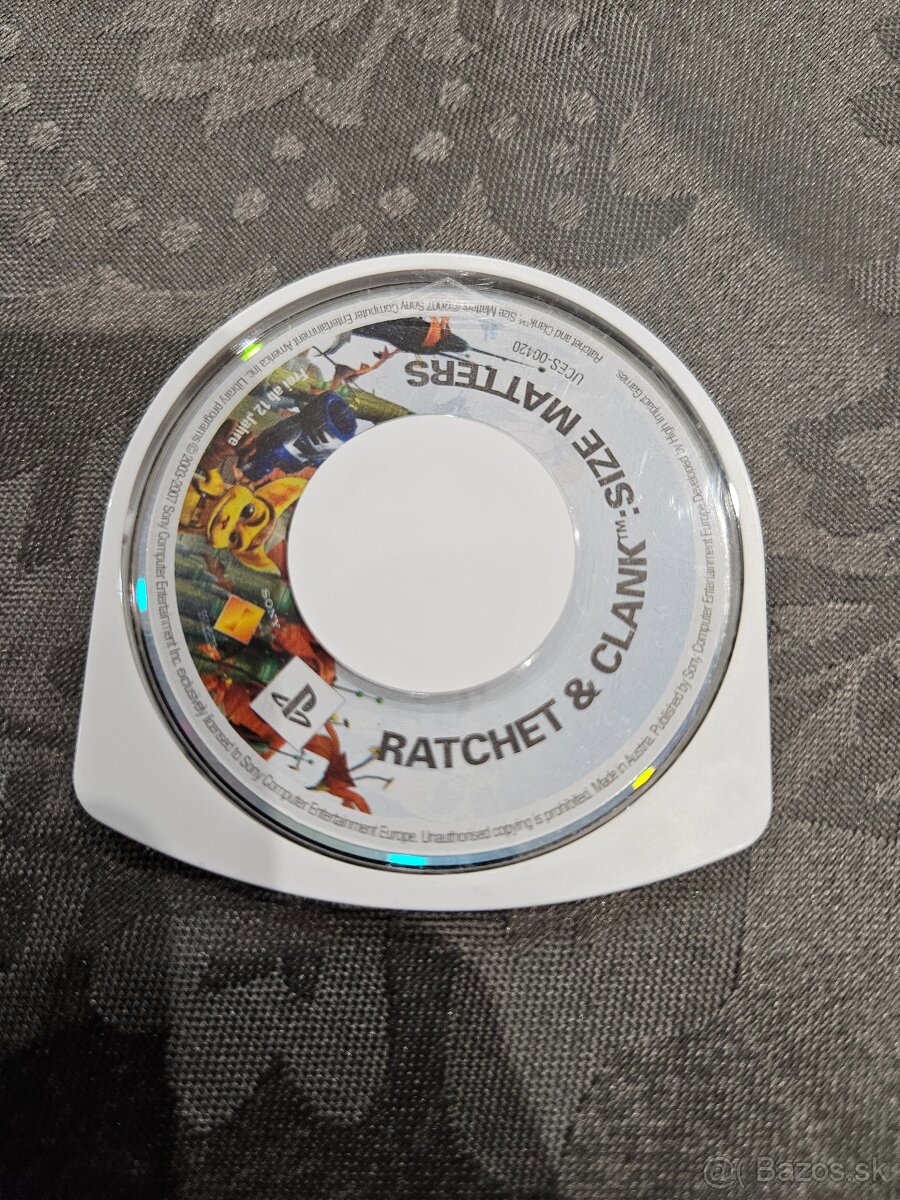 RATCHET & CLANK™: SIZE MATTERS
UCES-00420
Frei ab 12 Jahre
SONY
Ratchet and Clank™: Size Matters ©2007 Sony Computer Entertainment America Inc. Library programs © 2003-2007 Sony Computer Entertainment Inc. exclusively licensed to Sony Computer Entertainment Europe. Unauthorised copying is prohibited. Made in Austria. Published by Sony Computer Entertainment Europe. Developed by High Impact Games.
Bazos.sk